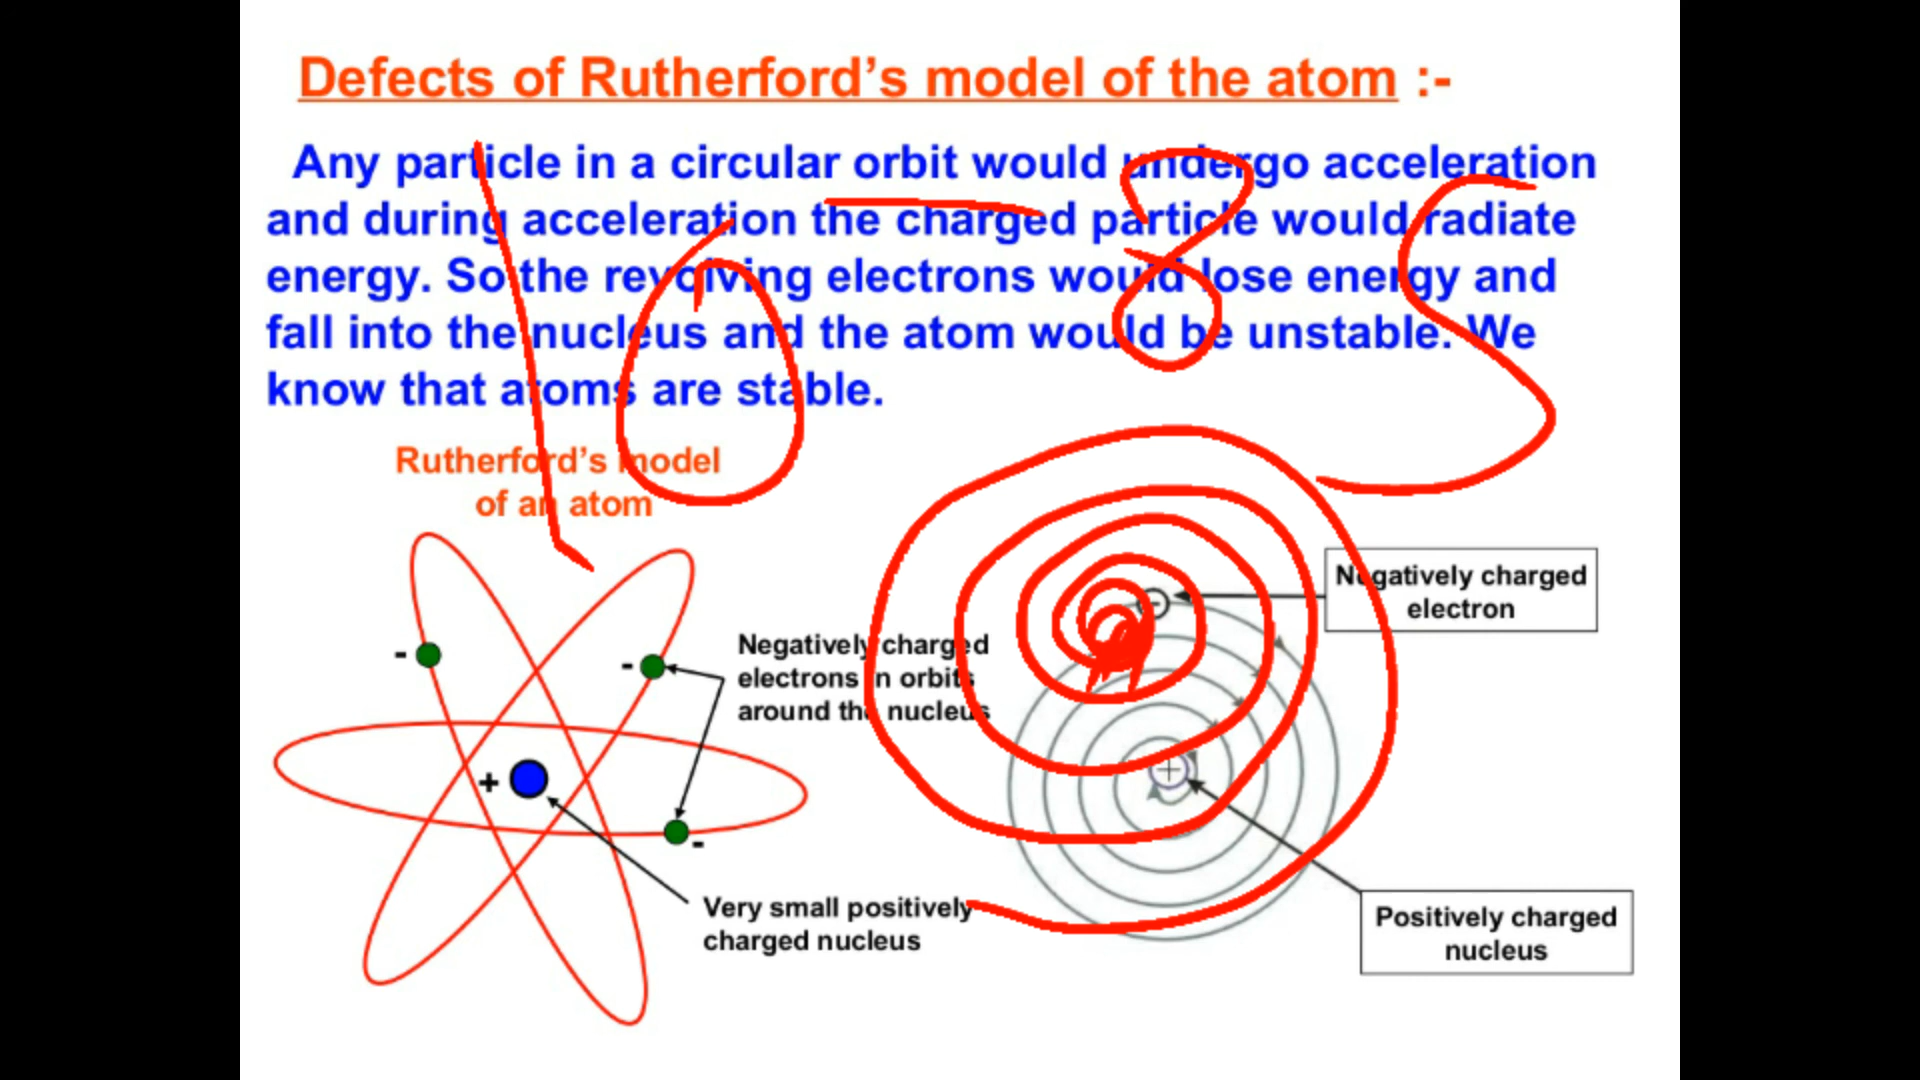 Defects of Rutherford’s model of the atom :-
Any particle in a circular orbit would undergo acceleration
and during acceleration the charged particle would radiate
energy. So the revolving electrons would lose energy and
fall into the nucleus and the atom would be unstable. We
know that atoms are stable.
10⁻⁸ s
Rutherford’s model
of an atom
-
-
+
-
Negatively charged
electrons in orbits
around the nucleus
Very small positively
charged nucleus
-
+
Negatively charged
electron
Positively charged
nucleus